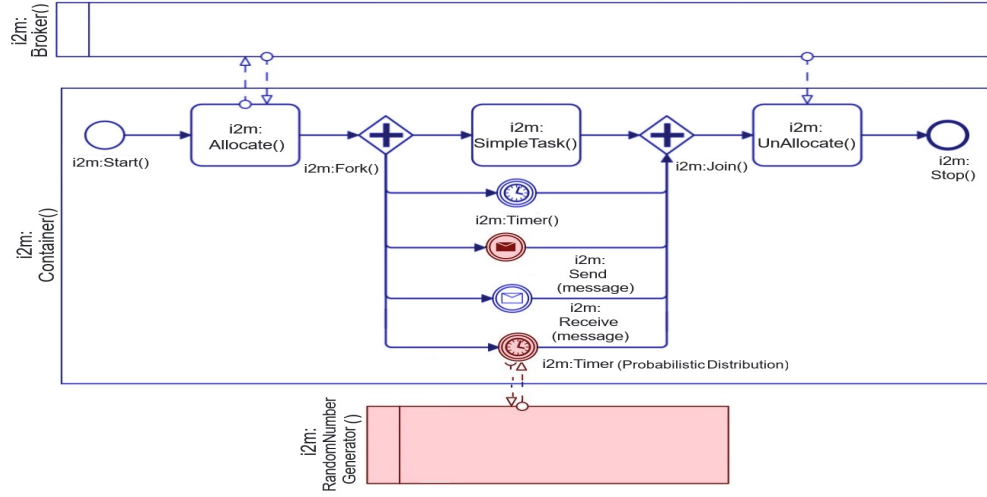 i2m:
Broker()
i2m:
Container()
i2m:Start()
i2m:
Allocate()
i2m:Fork()
i2m:
SimpleTask()
i2m:Join()
i2m:
UnAllocate()
i2m:
Stop()
i2m:Timer()
i2m:
Send
(message)
i2m:
Receive
(message)
i2m:Timer (Probabilistic Distribution)
i2m:
RandomNumber
Generator ()